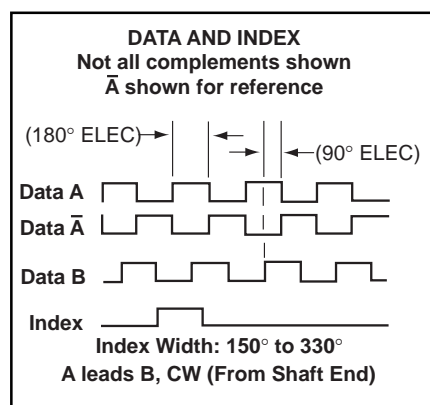 DATA AND INDEX
Not all complements shown
A̅ shown for reference
(180° ELEC)
(90° ELEC)
Data A
Data A̅
Data B
Index
Index Width: 150° to 330°
A leads B, CW (From Shaft End)